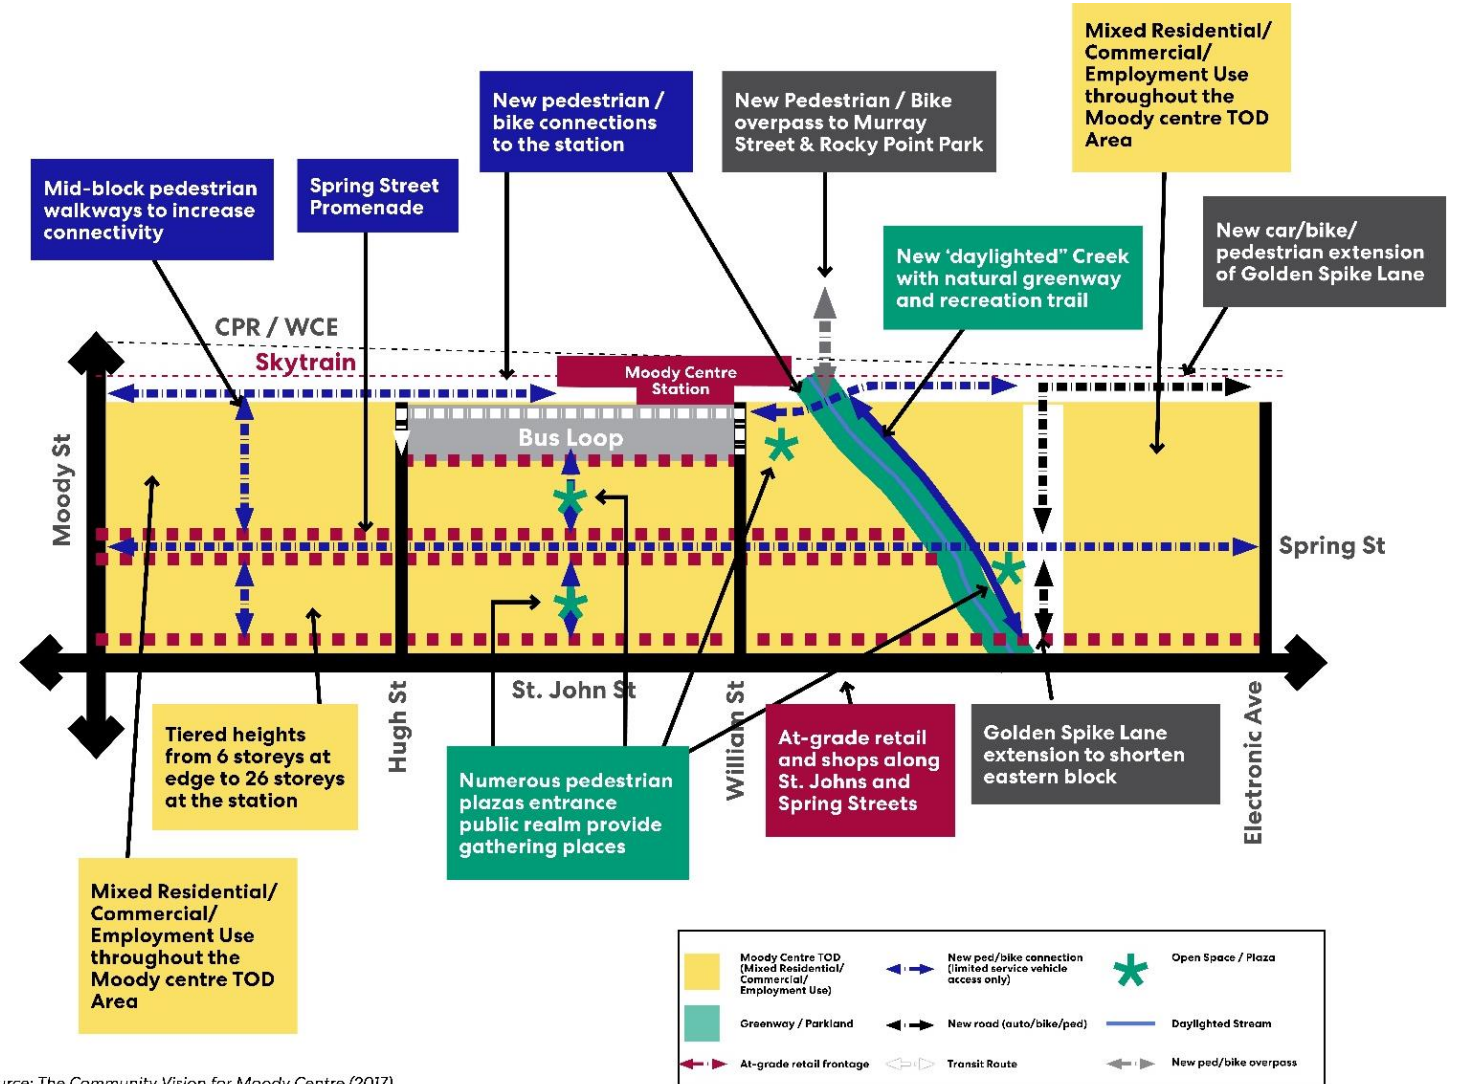 Mixed Residential/
Commercial/
Employment Use
throughout the
Moody centre TOD
Area
New pedestrian /
bike connections
to the station
New Pedestrian / Bike
overpass to Murray
Street & Rocky Point Park
Mid-block pedestrian
walkways to increase
connectivity
Spring Street
Promenade
New ‘daylighted” Creek
with natural greenway
and recreation trail
New car/bike/
pedestrian extension
of Golden Spike Lane
CPR / WCE
Skytrain
Moody Centre
Station
Bus Loop
Moody St
Spring St
Hugh St
St. John St
William St
Electronic Ave
Tiered heights
from 6 storeys at
edge to 26 storeys
at the station
Numerous pedestrian
plazas entrance
public realm provide
gathering places
At-grade retail
and shops along
St. Johns and
Spring Streets
Golden Spike Lane
extension to shorten
eastern block
Mixed Residential/
Commercial/
Employment Use
throughout the
Moody centre TOD
Area
Moody Centre TOD
(Mixed Residential/
Commercial/
Employment Use)
New ped/bike connection
(limited service vehicle
access only)
Open Space / Plaza
Greenway / Parkland
New road (auto/bike/ped)
Daylighted Stream
At-grade retail frontage
Transit Route
New ped/bike overpass
urce: The Community Vision for Moody Centre (2017)